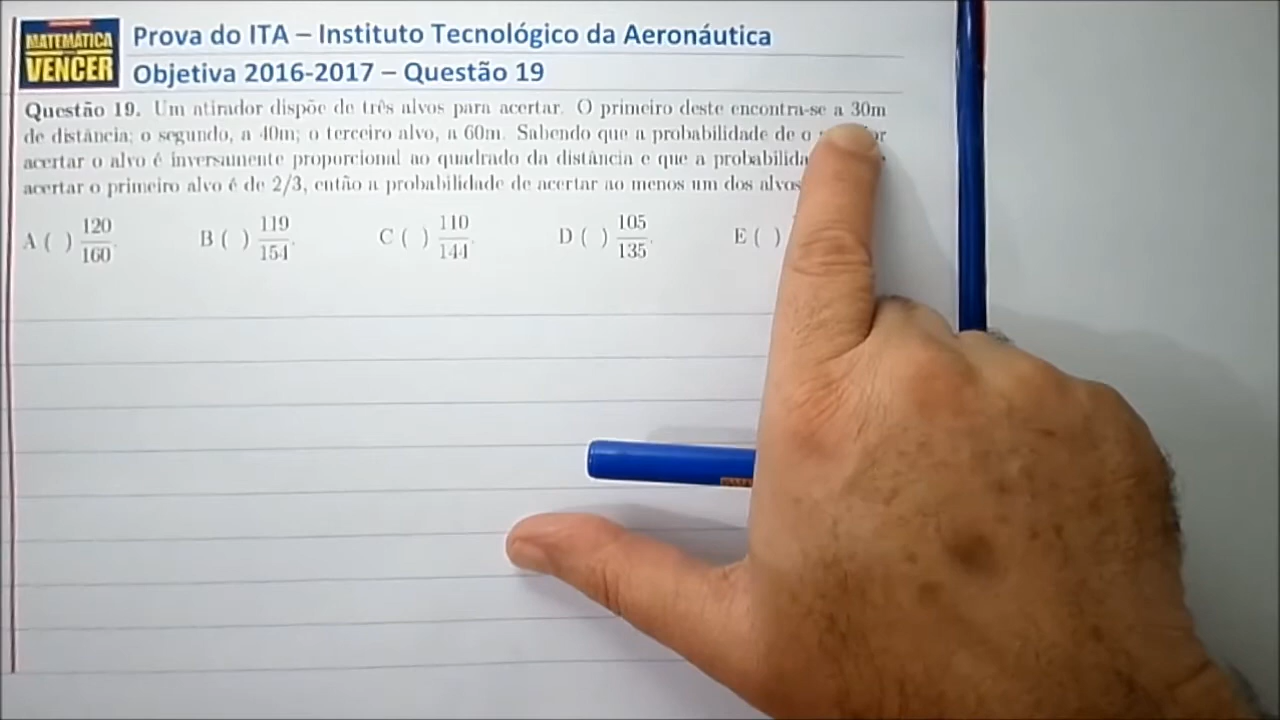 MATEMÁTICA
VENCER
Prova do ITA – Instituto Tecnológico da Aeronáutica
Objetiva 2016-2017 – Questão 19
Questão 19. Um atirador dispõe de três alvos para acertar. O primeiro deste encontra-se a 30m
de distância; o segundo, a 40m; o terceiro alvo, a 60m. Sabendo que a probabilidade de o
acertar o alvo é inversamente proporcional ao quadrado da distância e que a
acertar o primeiro alvo é de 2/3, então a probabilidade de acertar ao menos um dos alvos
A ( ) 120/160. B ( ) 119/154. C ( ) 110/144. D ( ) 105/135. E ( )